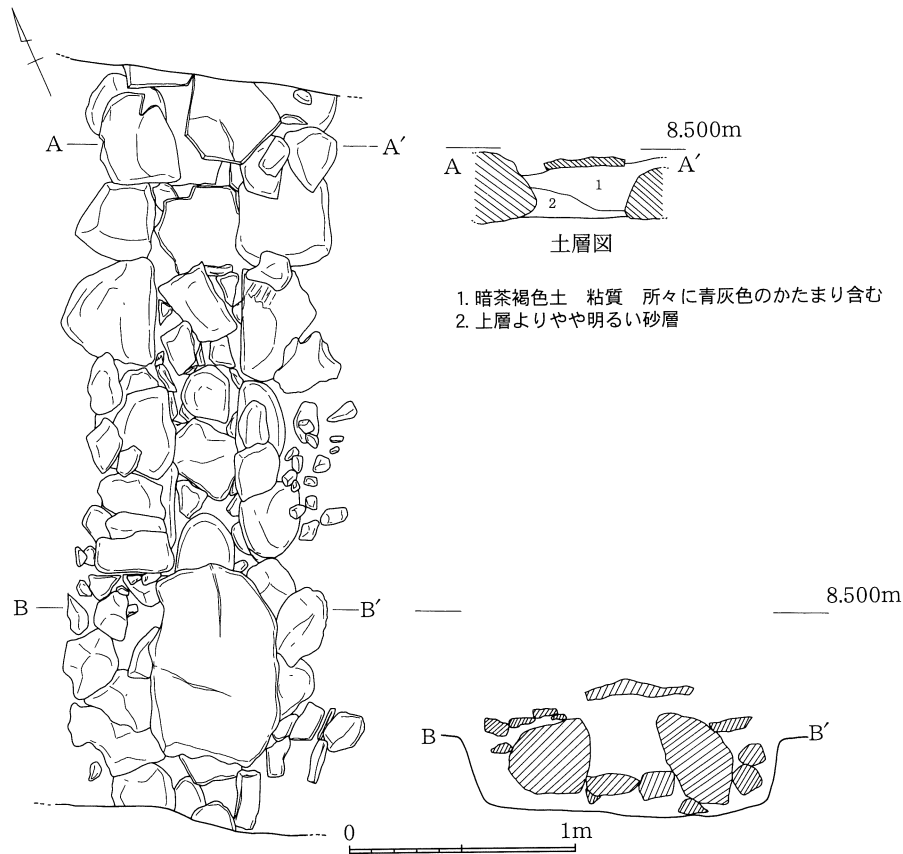 A
A′
8.500m
A
A′
1
2
土層図
1. 暗茶褐色土　粘質　所々に青灰色のかたまり含む
2. 上層よりやや明るい砂層
B
B′
8.500m
B
B′
0
1m